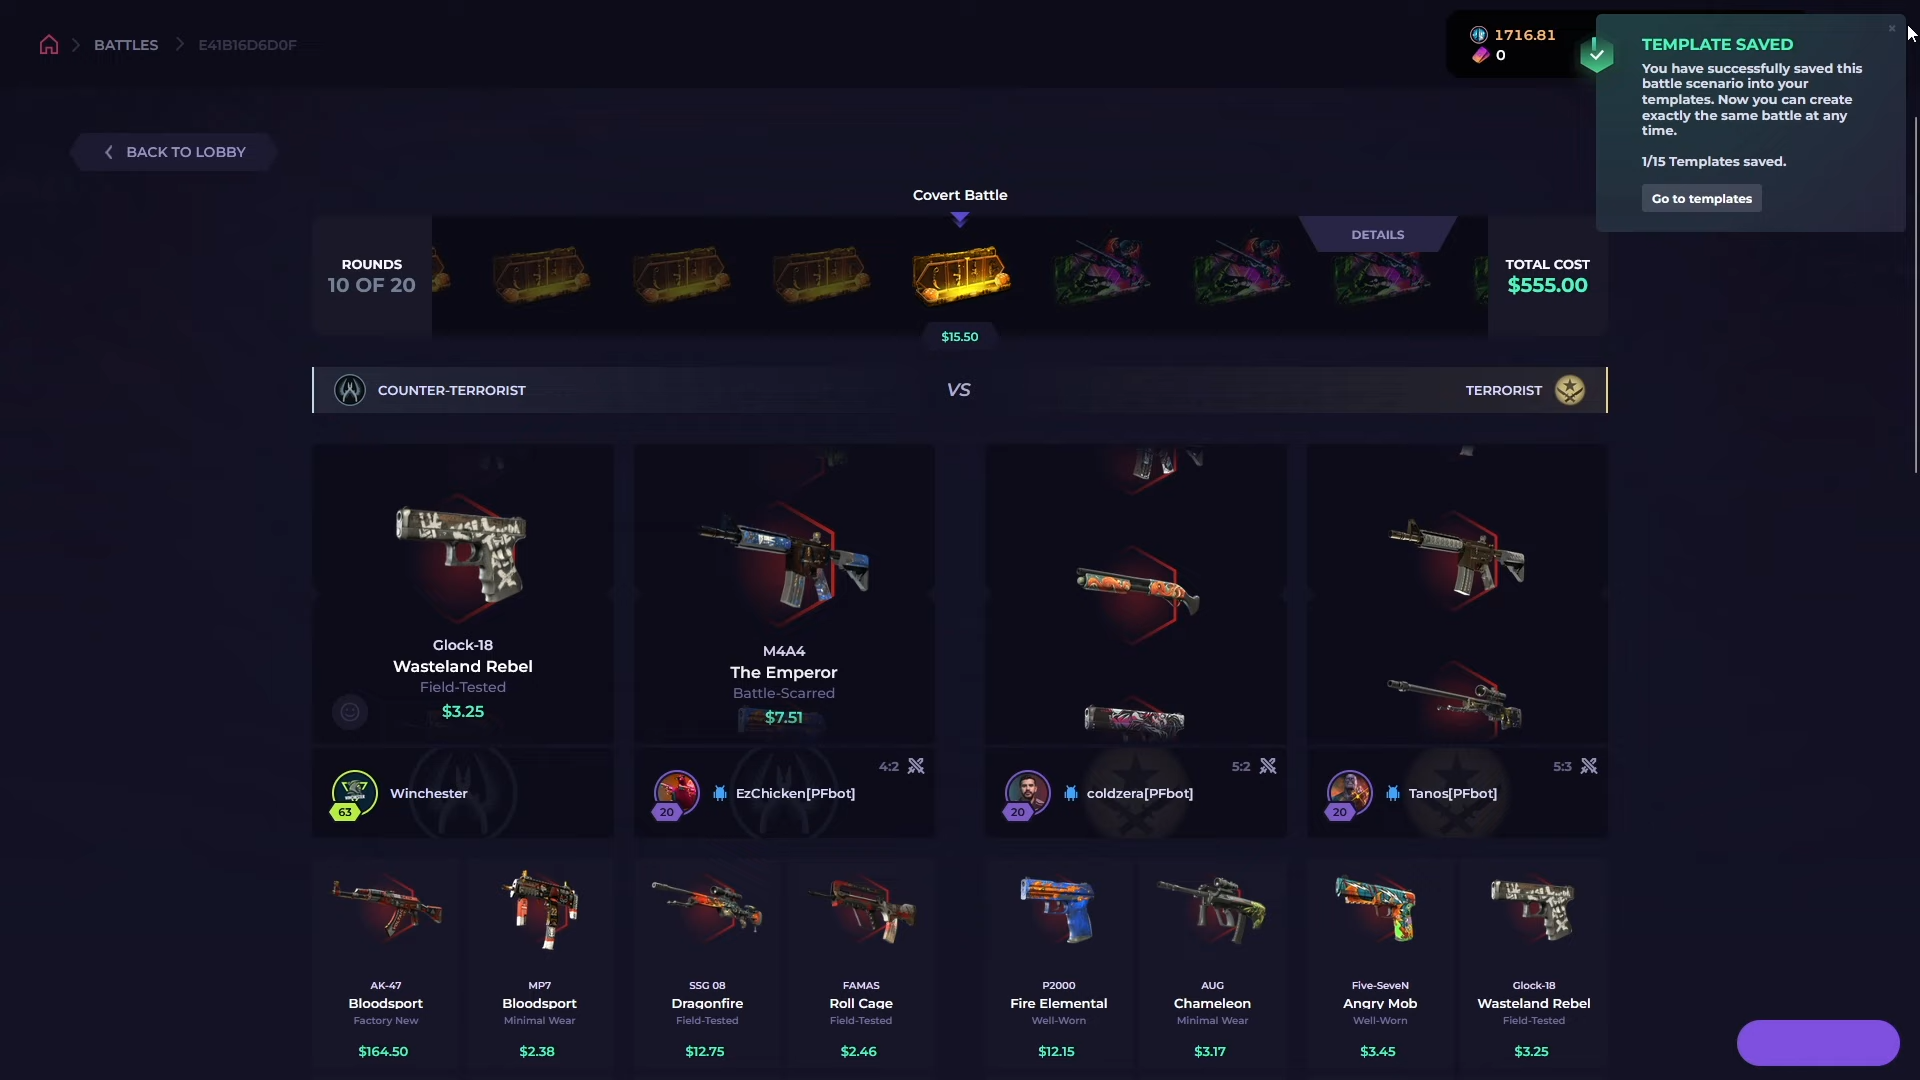 BATTLES
E41B16D6D0F
1716.81
0
×
TEMPLATE SAVED
You have successfully saved this
battle scenario into your
templates. Now you can create
exactly the same battle at any
time.
1/15 Templates saved.
Go to templates
BACK TO LOBBY
Covert Battle
ROUNDS
10 OF 20
DETAILS
TOTAL COST
$555.00
$15.50
COUNTER-TERRORIST
VS
TERRORIST
Glock-18
Wasteland Rebel
Field-Tested
$3.25
M4A4
The Emperor
Battle-Scarred
$7.51
63
Winchester
4:2
20
EzChicken[PFbot]
5:2
20
coldzera[PFbot]
5:3
20
Tanos[PFbot]
AK-47
Bloodsport
Factory New
$164.50
MP7
Bloodsport
Minimal Wear
$2.38
SSG 08
Dragonfire
Field-Tested
$12.75
FAMAS
Roll Cage
Field-Tested
$2.46
P2000
Fire Elemental
Well-Worn
$12.15
AUG
Chameleon
Minimal Wear
$3.17
Five-SeveN
Angry Mob
Well-Worn
$3.45
Glock-18
Wasteland Rebel
Field-Tested
$3.25